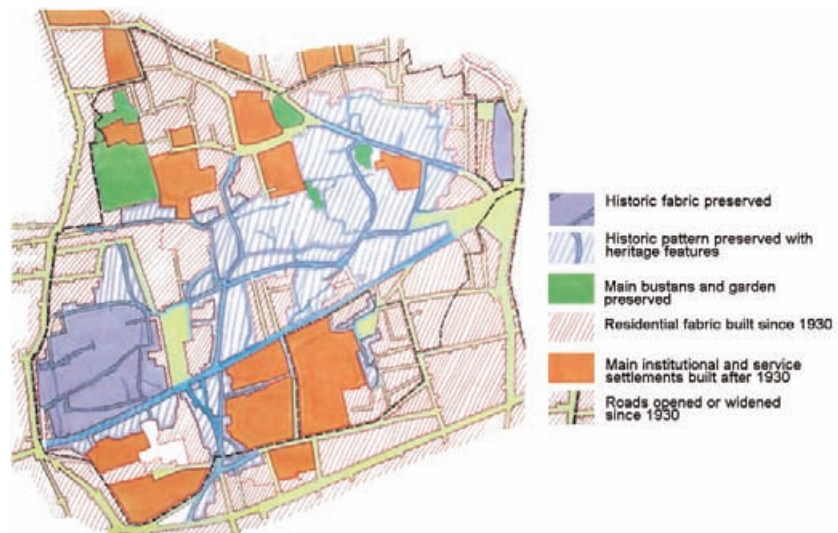 Historic fabric preserved
Historic pattern preserved with
heritage features
Main bustans and garden
preserved
Residential fabric built since 1930
Main institutional and service
settlements built after 1930
Roads opened or widened
since 1930